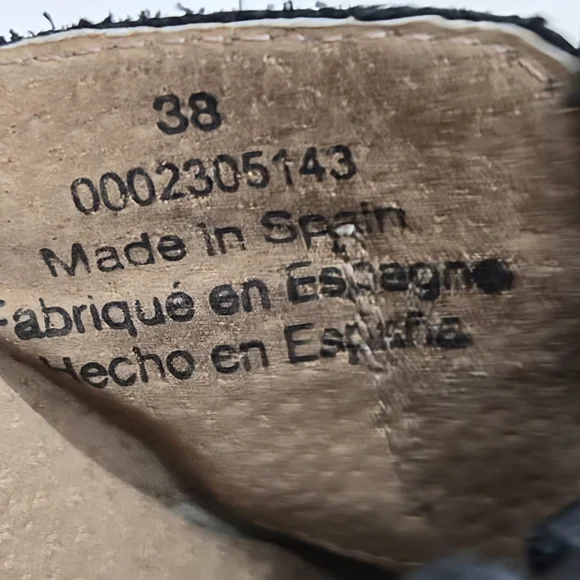 38
0002305143
Made in Spain
Fabriqué en Espagne
Hecho en España